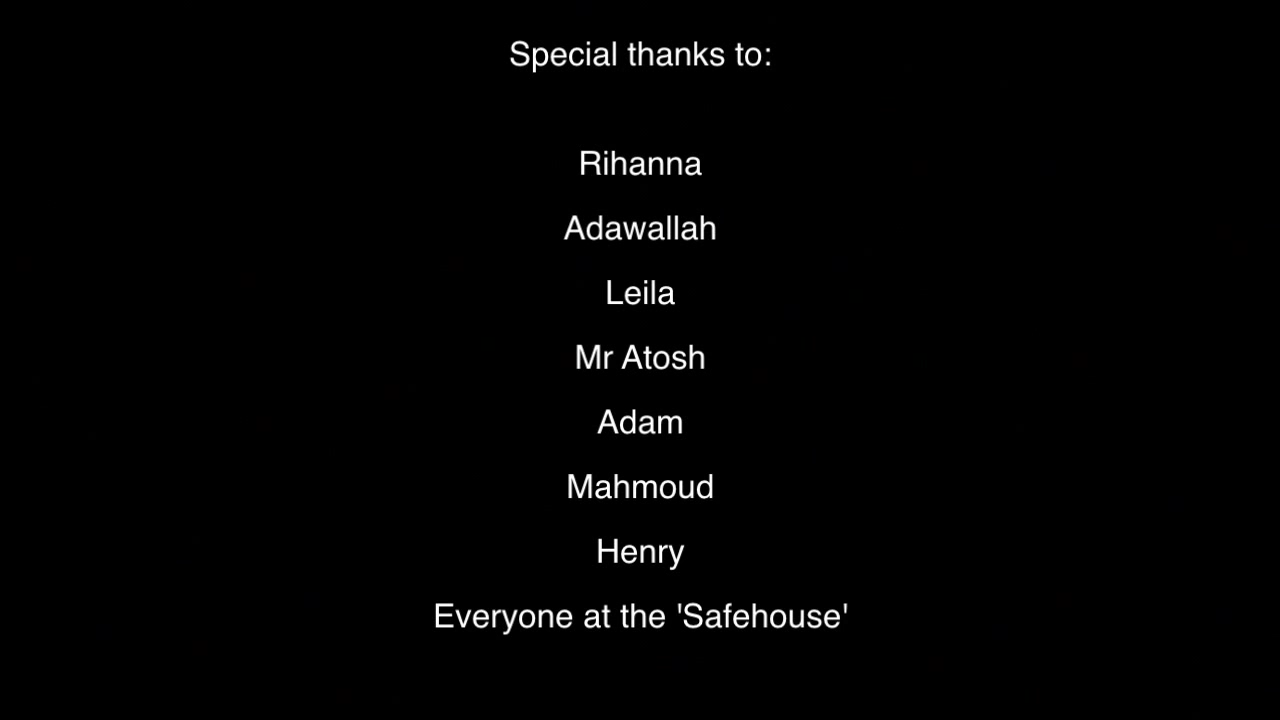 Special thanks to:
Rihanna
Adawallah
Leila
Mr Atosh
Adam
Mahmoud
Henry
Everyone at the 'Safehouse'